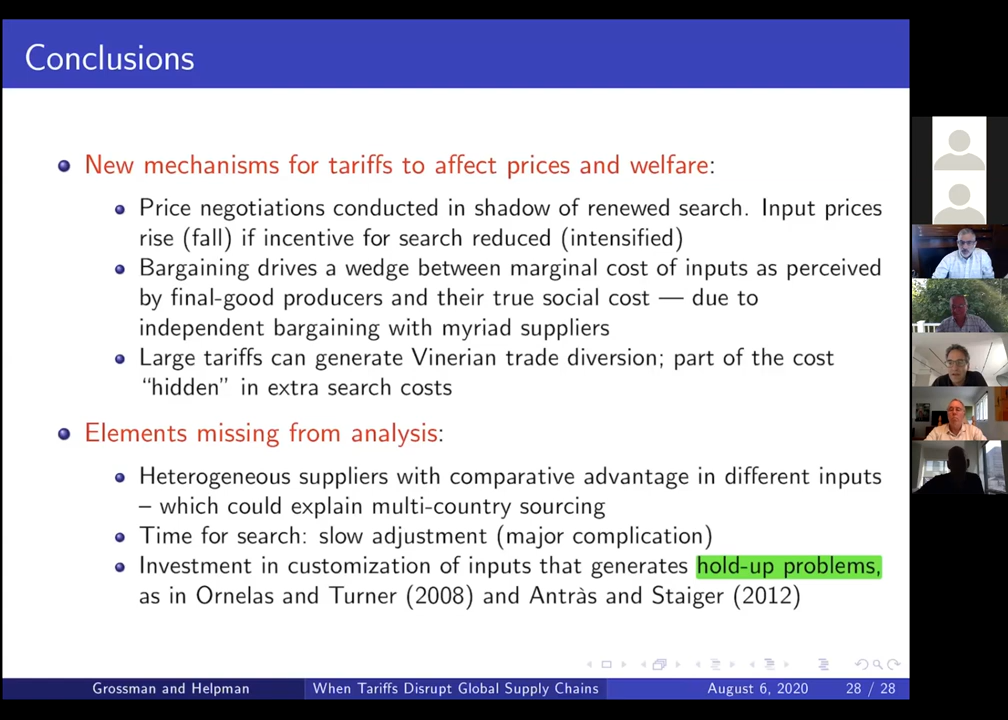 Conclusions
New mechanisms for tariffs to affect prices and welfare:
Price negotiations conducted in shadow of renewed search. Input prices
rise (fall) if incentive for search reduced (intensified)
Bargaining drives a wedge between marginal cost of inputs as perceived
by final-good producers and their true social cost — due to
independent bargaining with myriad suppliers
Large tariffs can generate Vinerian trade diversion; part of the cost
“hidden” in extra search costs
Elements missing from analysis:
Heterogeneous suppliers with comparative advantage in different inputs
– which could explain multi-country sourcing
Time for search: slow adjustment (major complication)
Investment in customization of inputs that generates hold-up problems,
as in Ornelas and Turner (2008) and Antràs and Staiger (2012)
Grossman and Helpman When Tariffs Disrupt Global Supply Chains August 6, 2020 28 / 28